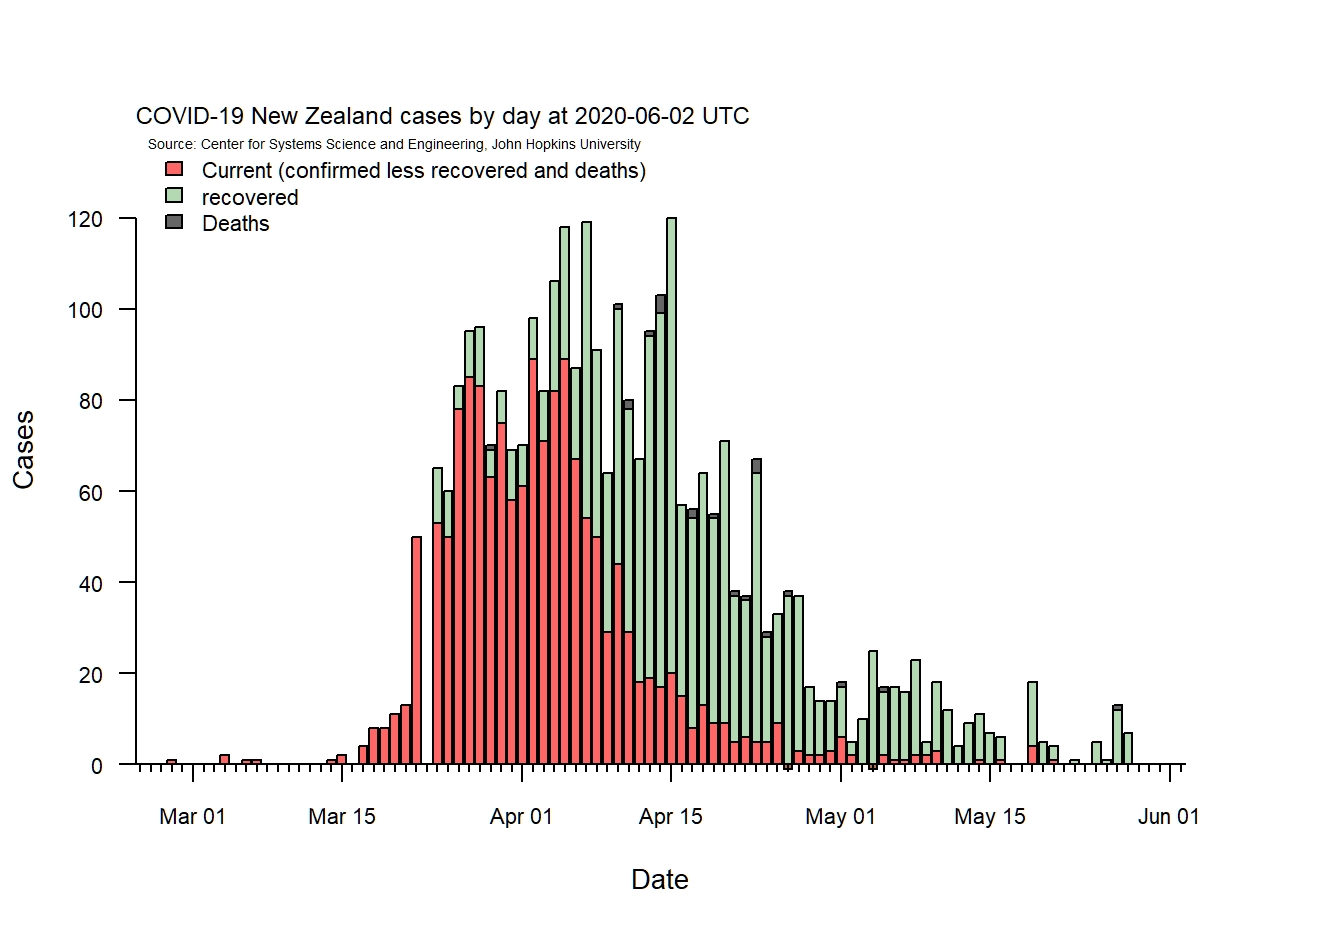 COVID-19 New Zealand cases by day at 2020-06-02 UTC
Source: Center for Systems Science and Engineering, John Hopkins University
Current (confirmed less recovered and deaths)
recovered
Deaths
120
100
80
60
40
20
0
Cases
Mar 01 Mar 15 Apr 01 Apr 15 May 01 May 15 Jun 01
Date